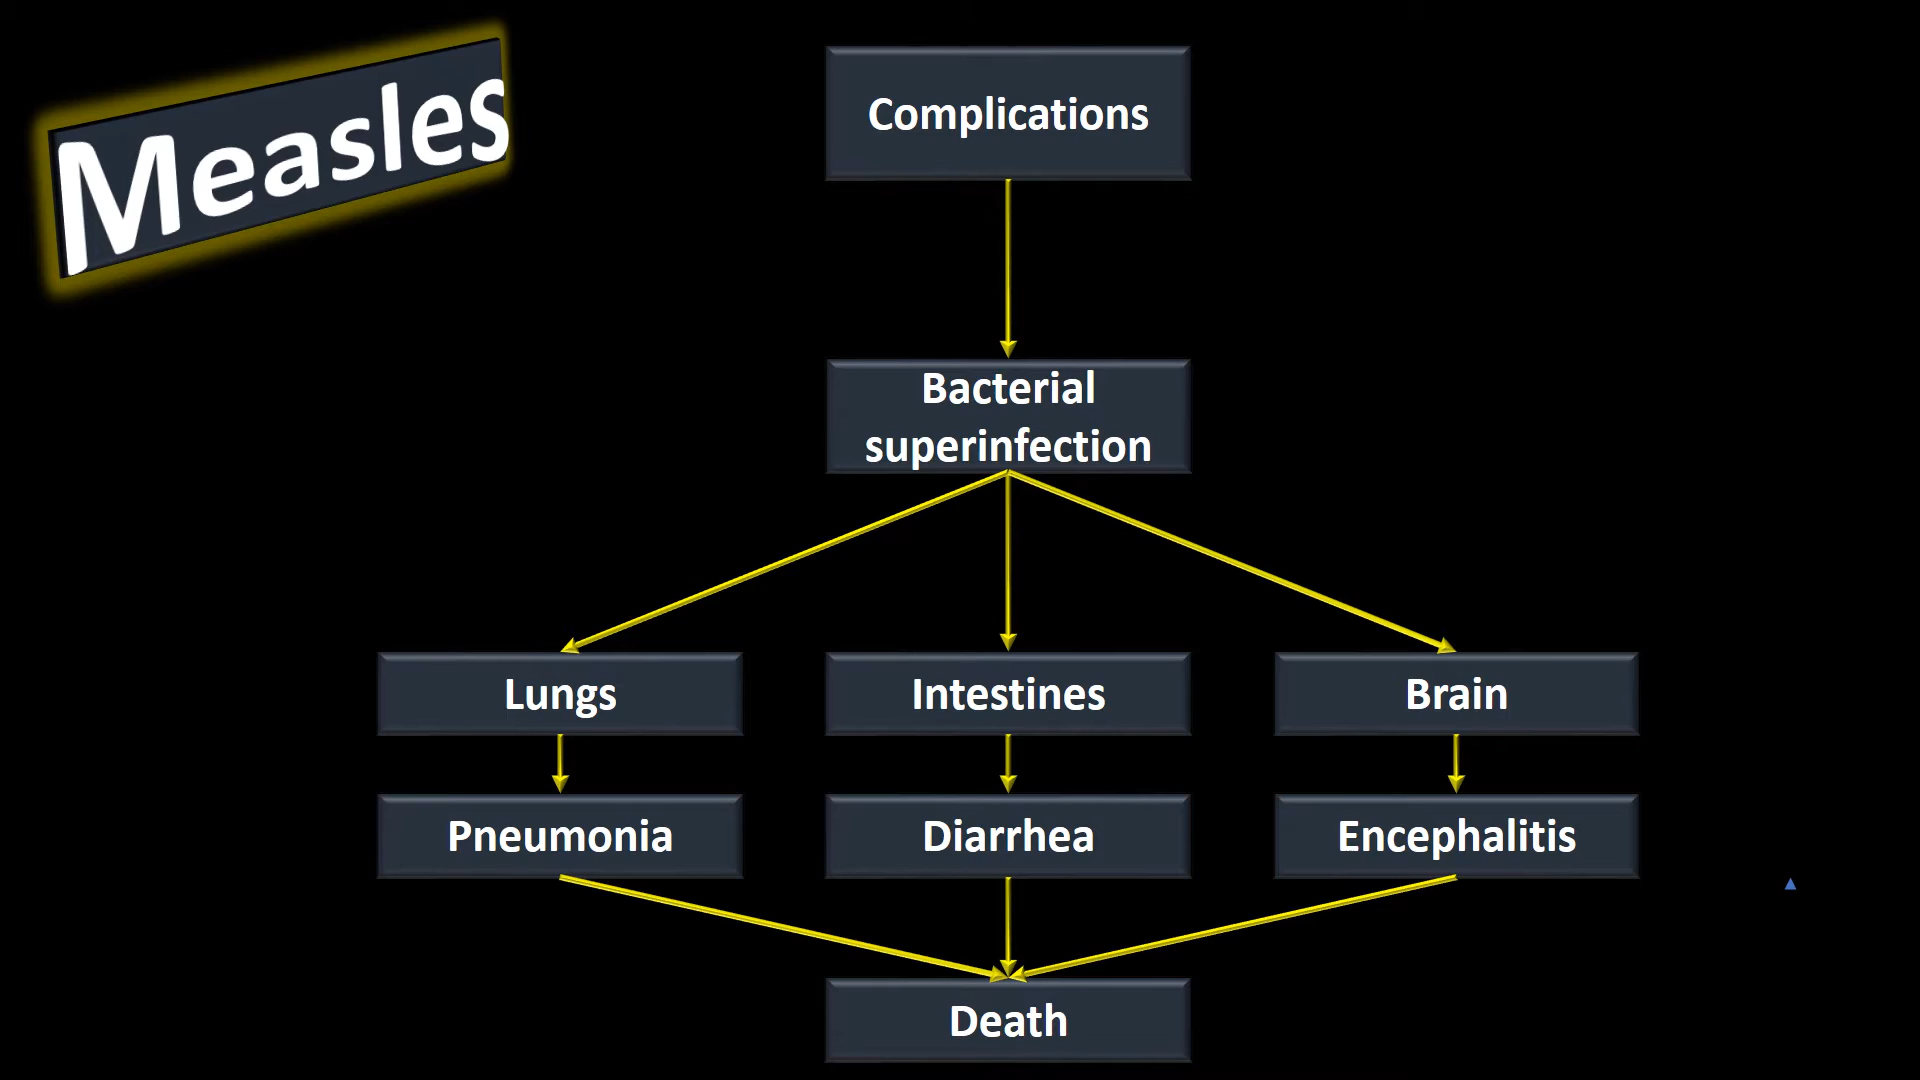 Measles
Complications
Bacterial
superinfection
Lungs
Intestines
Brain
Pneumonia
Diarrhea
Encephalitis
Death